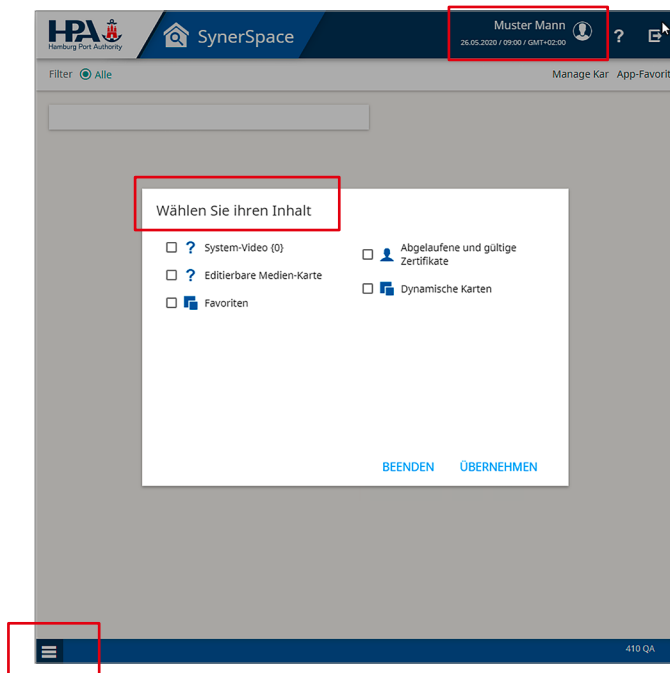 HPA
Hamburg Port Authority
SynerSpace
Muster Mann
26.05.2020 / 09:00 / GMT+02:00
?
Filter Alle
Manage Kar App-Favorit
Wählen Sie ihren Inhalt
? System-Video {0}
? Editierbare Medien-Karte
Favoriten
Abgelaufene und gültige
Zertifikate
Dynamische Karten
BEENDEN ÜBERNEHMEN
410 QA